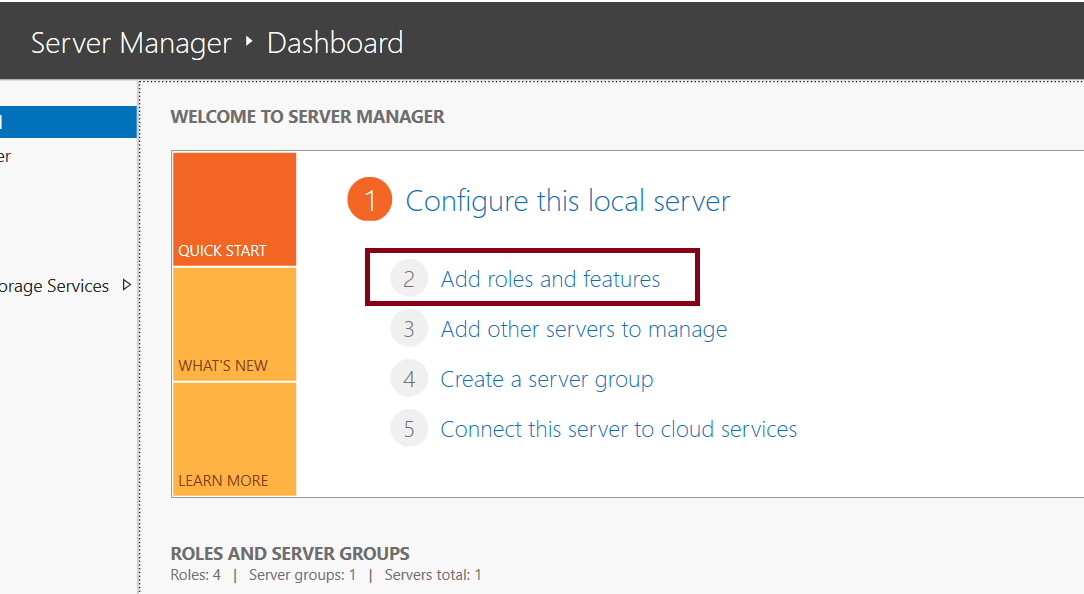 Server Manager ‣ Dashboard
er
orage Services
WELCOME TO SERVER MANAGER
QUICK START
WHAT'S NEW
LEARN MORE
1 Configure this local server
2 Add roles and features
3 Add other servers to manage
4 Create a server group
5 Connect this server to cloud services
ROLES AND SERVER GROUPS
Roles: 4 | Server groups: 1 | Servers total: 1